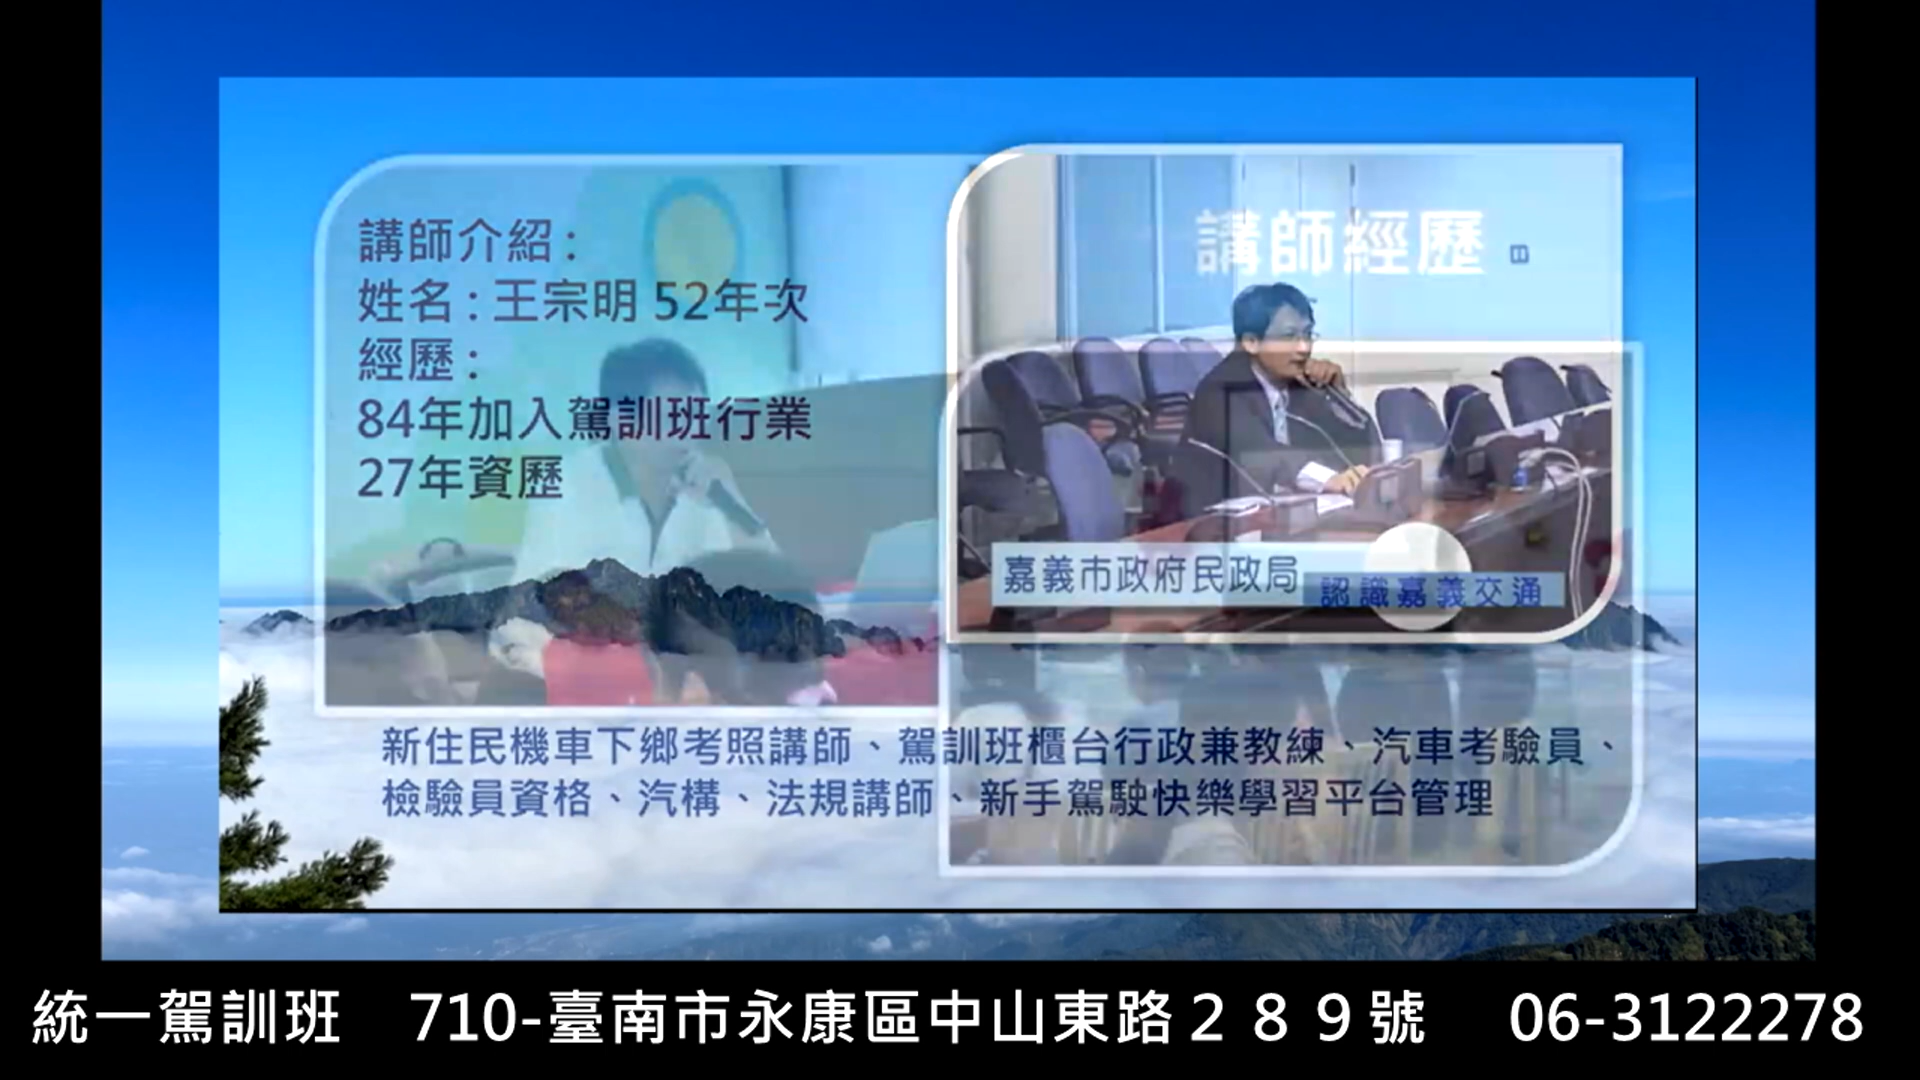 講師介紹 :
姓名 : 王宗明 52年次
經歷 :
84年加入駕訓班行業
27年資歷
講師經歷
嘉義市政府民政局
認識嘉義交通
新住民機車下鄉考照講師、駕訓班櫃台行政兼教練、汽車考驗員、
檢驗員資格、汽構、法規講師、新手駕駛快樂學習平台管理
統一駕訓班 710-臺南市永康區中山東路２８９號 06-3122278